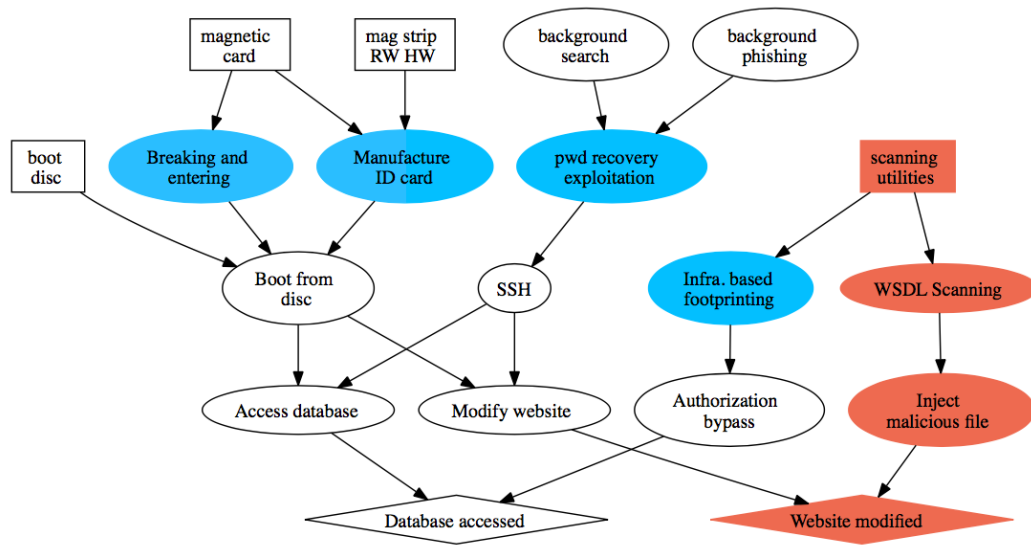 magnetic
card
mag strip
RW HW
background
search
background
phishing
boot
disc
Breaking and
entering
Manufacture
ID card
pwd recovery
exploitation
scanning
utilities
Boot from
disc
SSH
Infra. based
footprinting
WSDL Scanning
Access database
Modify website
Authorization
bypass
Inject
malicious file
Database accessed
Website modified